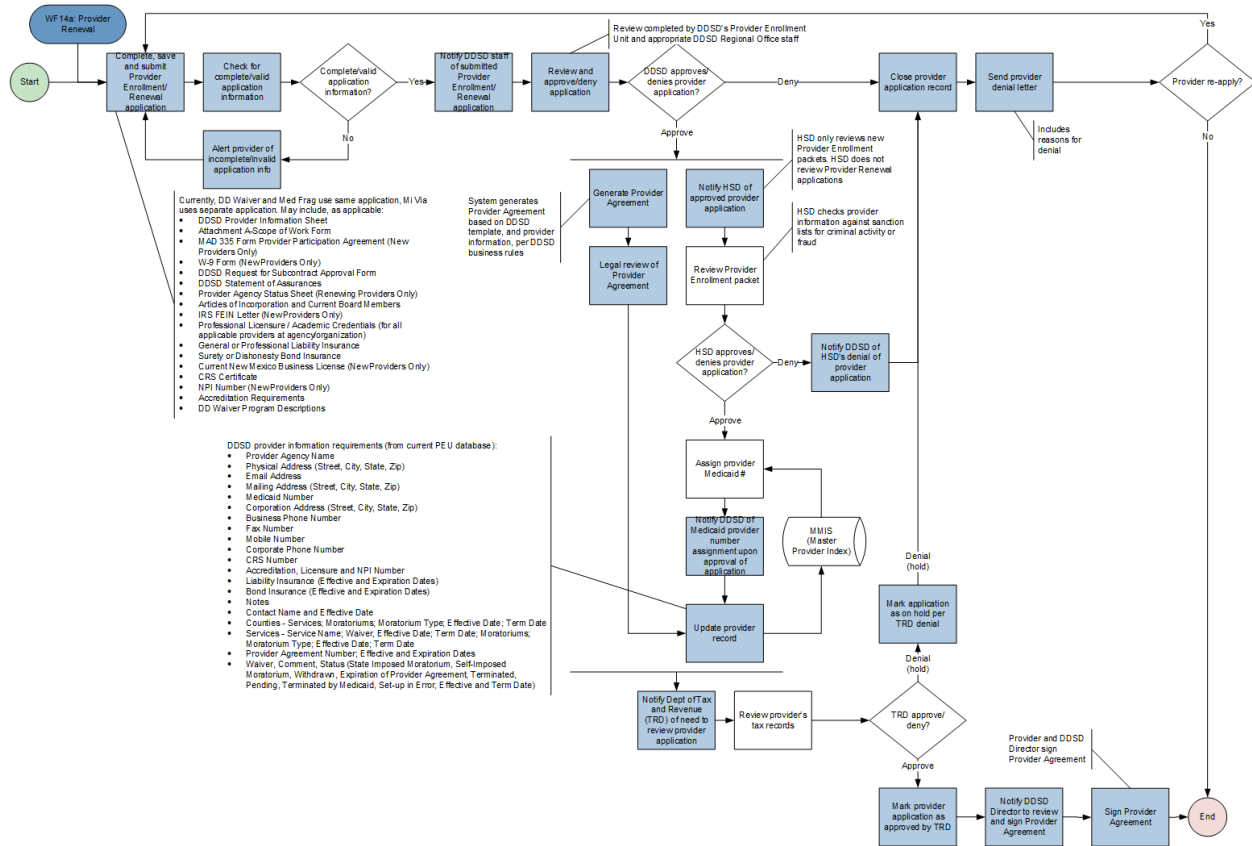 WF14a: Provider
Renewal
Start
Complete, save
and submit
Provider
Enrollment/
Renewal
application
Check for
complete/valid
application
information
Complete/valid
application
information?
Yes
No
Alert provider of
incomplete/invalid
application info
Notify DDSD staff
of submitted
Provider
Enrollment/
Renewal application
Review and
approve/deny
application
Review completed by DDSD's Provider Enrollment
Unit and appropriate DDSD Regional Office staff
DDSD approves/
denies provider
application?
Deny
Approve
Close provider
application record
Send provider
denial letter
Includes
reasons for
denial
Provider re-apply?
Yes
No
Currently, DD Waiver and Med Frag use same application, Mi Via
uses separate application. May include, as applicable:
• DDSD Provider Information Sheet
• Attachment A-Scope of Work Form
• MAD 335 Form Provider Participation Agreement (New
Providers Only)
• W-9 Form (New Providers Only)
• DDSD Request for Subcontract Approval Form
• DDSD Statement of Assurances
• Provider Agency Status Sheet (Renewing Providers Only)
• Articles of Incorporation and Current Board Members
• IRS FEIN Letter (New Providers Only)
• Professional Licensure / Academic Credentials (for all
applicable providers at agency/organization)
• General or Professional Liability Insurance
• Surety or Dishonesty Bond Insurance
• Current New Mexico Business License (New Providers Only)
• CRS Certificate
• NPI Number (New Providers Only)
• Accreditation Requirements
• DD Waiver Program Descriptions
System generates
Provider Agreement
based on DDSD
template, and provider
information, per DDSD
business rules
Generate Provider
Agreement
Legal review of
Provider
Agreement
Notify HSD of
approved provider
application
HSD only reviews new
Provider Enrollment
packets. HSD does not
review Provider Renewal
applications
HSD checks provider
information against sanction
lists for criminal activity or
fraud
Review Provider
Enrollment packet
HSD approves/
denies provider
application?
Deny
Notify DDSD of
HSD's denial of
provider
application
Approve
Assign provider
Medicaid #
Notify DDSD of
Medicaid provider
number
assignment upon
approval of
application
MMIS
(Master
Provider Index)
Update provider
record
DDSD provider information requirements (from current PEU database):
• Provider Agency Name
• Physical Address (Street, City, State, Zip)
• Email Address
• Mailing Address (Street, City, State, Zip)
• Medicaid Number
• Corporation Address (Street, City, State, Zip)
• Business Phone Number
• Fax Number
• Mobile Number
• Corporate Phone Number
• CRS Number
• Accreditation, Licensure and NPI Number
• Liability Insurance (Effective and Expiration Dates)
• Bond Insurance (Effective and Expiration Dates)
• Notes
• Contact Name and Effective Date
• Counties - Services; Moratoriums; Moratorium Type; Effective Date; Term Date
• Services - Service Name; Waiver, Effective Date; Term Date; Moratoriums;
Moratorium Type; Effective Date; Term Date
• Provider Agreement Number; Effective and Expiration Dates
• Waiver, Comment, Status (State Imposed Moratorium, Self-Imposed
Moratorium, Withdrawn, Expiration of Provider Agreement, Terminated,
Pending, Terminated by Medicaid, Set-up in Error, Effective and Term Date)
Notify Dept of Tax
and Revenue
(TRD) of need to
review provider
application
Review provider's
tax records
TRD approve/
deny?
Denial
(hold)
Mark application
as on hold per
TRD denial
Denial
(hold)
Approve
Mark provider
application as
approved by TRD
Notify DDSD
Director to review
and sign Provider
Agreement
Provider and DDSD
Director sign
Provider Agreement
Sign Provider
Agreement
End